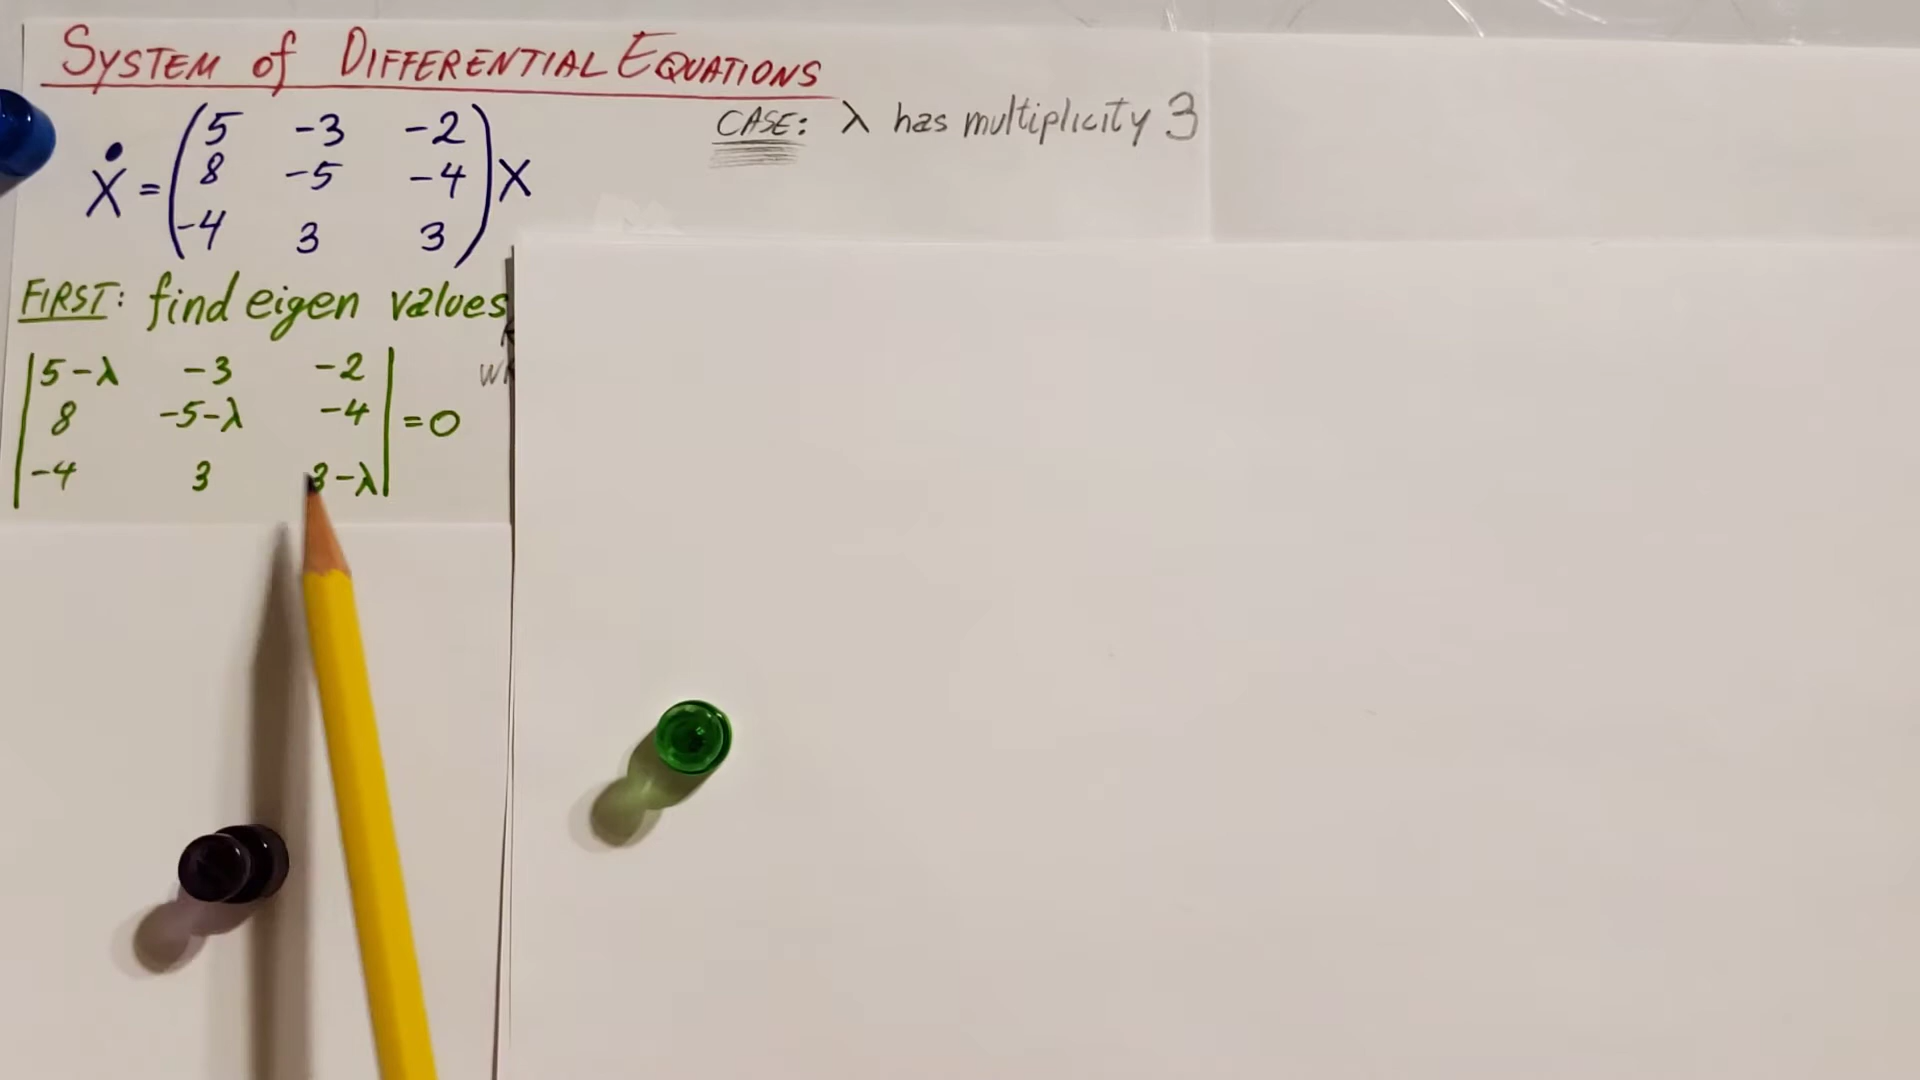 SYSTEM of DIFFERENTIAL EQUATIONS
CASE: λ has multiplicity 3
Ẋ = (5 -3 -2
8 -5 -4
-4 3 3) X
FIRST: find eigen values
|5-λ -3 -2
8 -5-λ -4
-4 3 3-λ| = 0